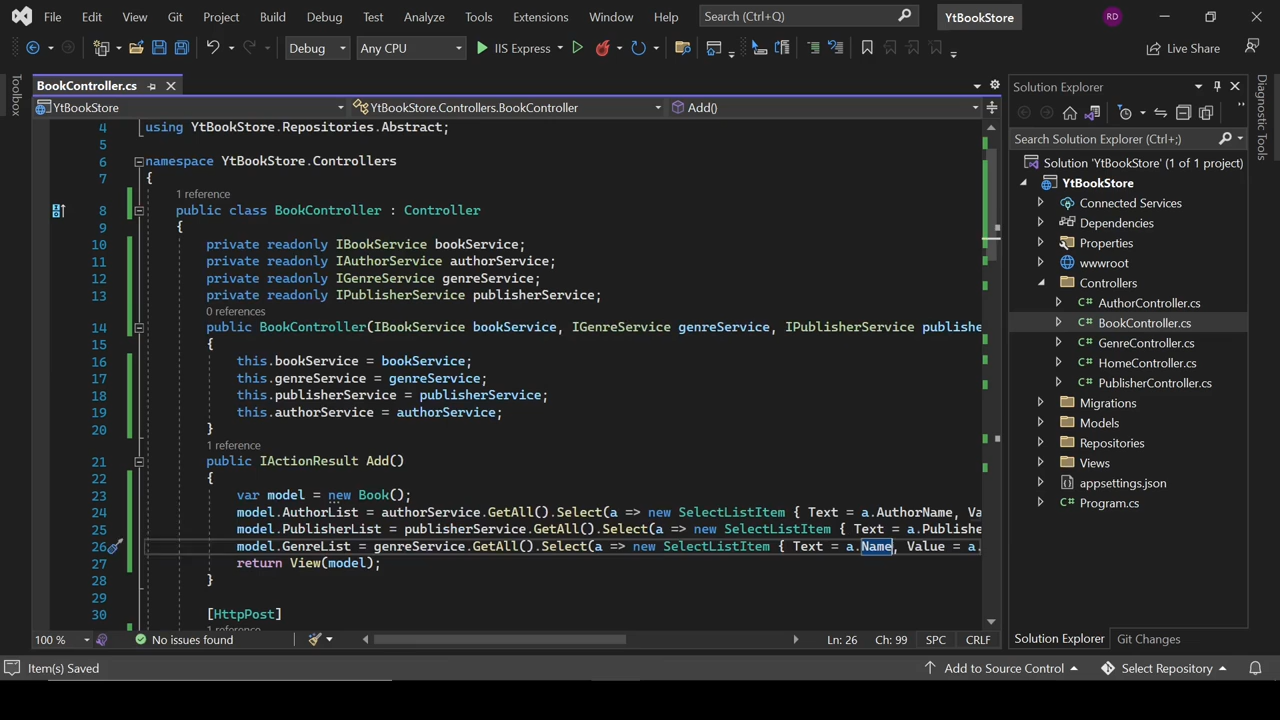 File Edit View Git Project Build Debug Test Analyze Tools Extensions Window Help Search (Ctrl+Q) YtBookStore RD
Debug Any CPU IIS Express Live Share
Toolbox
BookController.cs
YtBookStore YtBookStore.Controllers.BookController Add()
4 using YtBookStore.Repositories.Abstract;
5
6 namespace YtBookStore.Controllers
7 {
1 reference
8 public class BookController : Controller
9 {
10 private readonly IBookService bookService;
11 private readonly IAuthorService authorService;
12 private readonly IGenreService genreService;
13 private readonly IPublisherService publisherService;
0 references
14 public BookController(IBookService bookService, IGenreService genreService, IPublisherService publishe
15 {
16 this.bookService = bookService;
17 this.genreService = genreService;
18 this.publisherService = publisherService;
19 this.authorService = authorService;
20 }
1 reference
21 public IActionResult Add()
22 {
23 var model = new Book();
24 model.AuthorList = authorService.GetAll().Select(a => new SelectListItem { Text = a.AuthorName, Va
25 model.PublisherList = publisherService.GetAll().Select(a => new SelectListItem { Text = a.Publishe
26 model.GenreList = genreService.GetAll().Select(a => new SelectListItem { Text = a.Name, Value = a.
27 return View(model);
28 }
29
30 [HttpPost]
1 reference
100 % No issues found Ln: 26 Ch: 99 SPC CRLF
Solution Explorer
Search Solution Explorer (Ctrl+;)
Solution 'YtBookStore' (1 of 1 project)
YtBookStore
Connected Services
Dependencies
Properties
wwwroot
Controllers
C# AuthorController.cs
C# BookController.cs
C# GenreController.cs
C# HomeController.cs
C# PublisherController.cs
Migrations
Models
Repositories
Views
appsettings.json
C# Program.cs
Solution Explorer Git Changes
Diagnostic Tools
Item(s) Saved Add to Source Control Select Repository